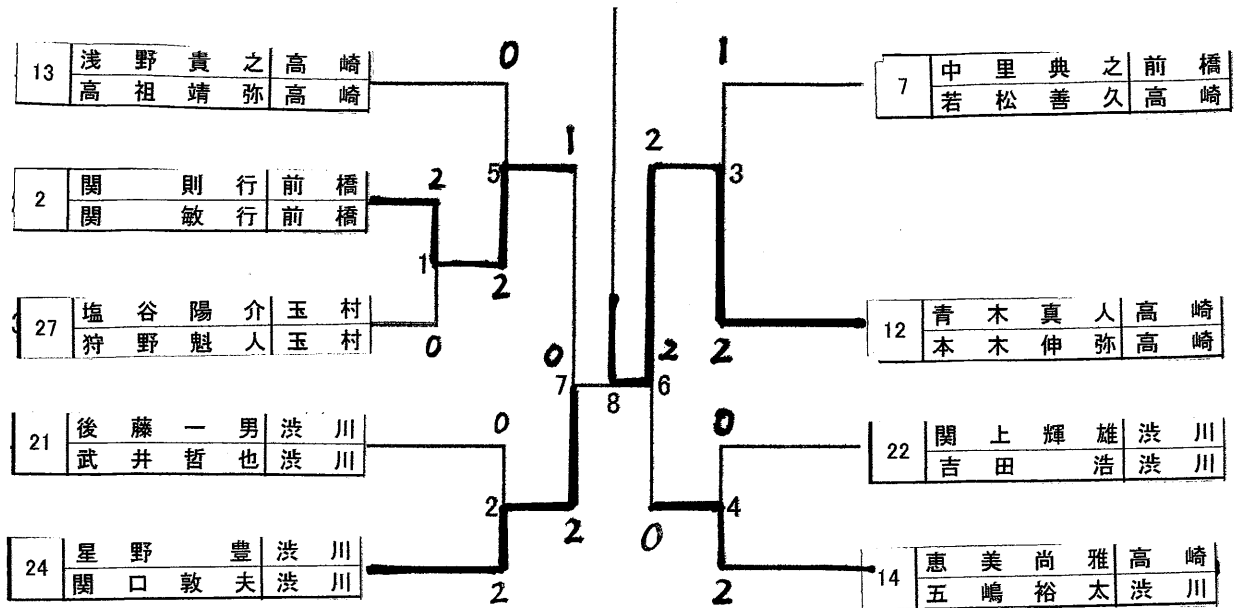 0
1
13 浅野貴之 高崎
高祖靖弥 高崎
7 中里典之 前橋
若松善久 高崎
1
2
5
3
2 関則行 前橋
関敏行 前橋
2
1
2
27 塩谷陽介 玉村
狩野魁人 玉村
0
12 青木真人 高崎
本木伸弥 高崎
2
0
7
8
2
6
21 後藤一男 渋川
武井哲也 渋川
0
0
22 関上輝雄 渋川
吉田浩 渋川
2
4
2
0
24 星野豊 渋川
関口敦夫 渋川
2
2
14 恵美尚雅 高崎
五嶋裕太 渋川